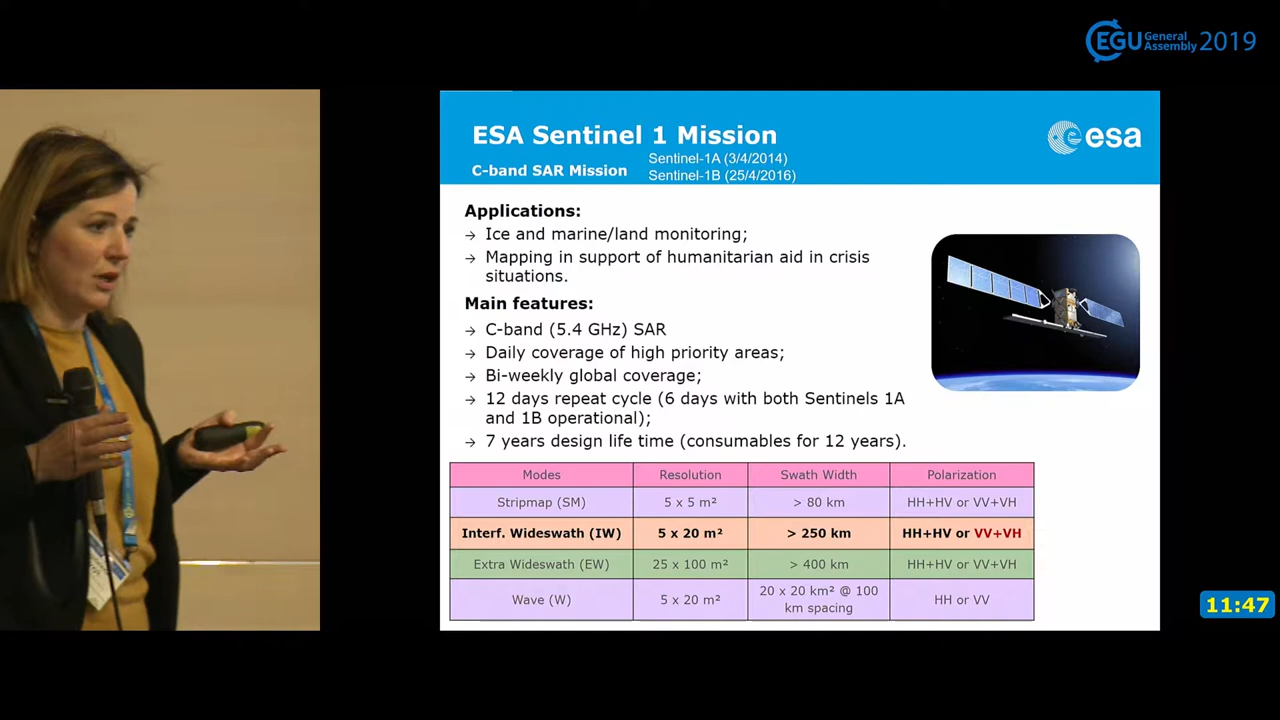 EGU General Assembly 2019
ESA Sentinel 1 Mission
esa
C-band SAR Mission
Sentinel-1A (3/4/2014)
Sentinel-1B (25/4/2016)
Applications:
→ Ice and marine/land monitoring;
→ Mapping in support of humanitarian aid in crisis
situations.
Main features:
→ C-band (5.4 GHz) SAR
→ Daily coverage of high priority areas;
→ Bi-weekly global coverage;
→ 12 days repeat cycle (6 days with both Sentinels 1A
and 1B operational);
→ 7 years design life time (consumables for 12 years).
Modes Resolution Swath Width Polarization
Stripmap (SM) 5 x 5 m² > 80 km HH+HV or VV+VH
Interf. Wideswath (IW) 5 x 20 m² > 250 km HH+HV or VV+VH
Extra Wideswath (EW) 25 x 100 m² > 400 km HH+HV or VV+VH
Wave (W) 5 x 20 m² 20 x 20 km² @ 100 km spacing HH or VV
11:47